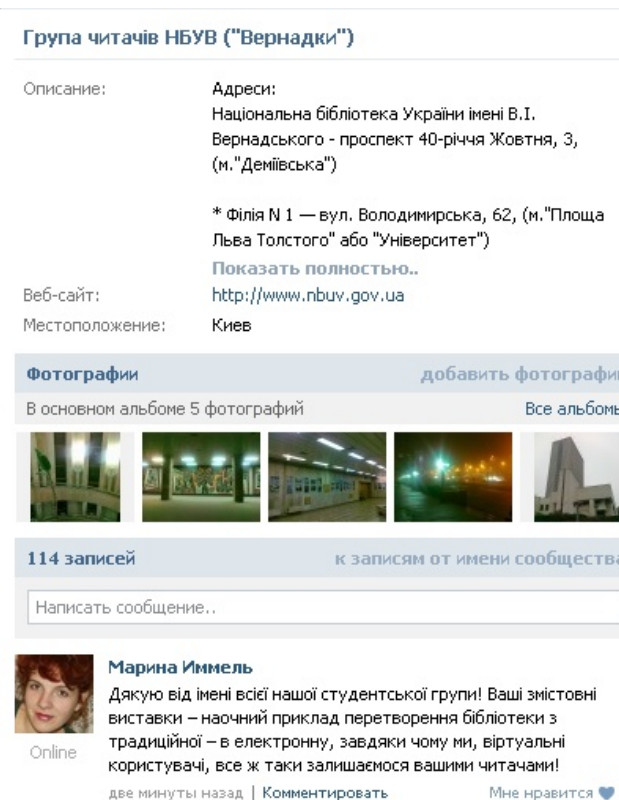 Група читачів НБУВ ("Вернадки")
Описание: Адреси:
Національна бібліотека України імені В.І.
Вернадського - проспект 40-річчя Жовтня, 3,
(м."Деміївська")
* Філія N 1 — вул. Володимирська, 62, (м."Площа
Льва Толстого" або "Університет")
Показать полностью..
Веб-сайт: http://www.nbuv.gov.ua
Местоположение: Киев
Фотографии добавить фотографии
В основном альбоме 5 фотографий Все альбомы
114 записей к записям от имени сообщества
Написать сообщение..
Марина Иммель
Дякую від імені всієї нашої студентської групи! Ваші змістовні
виставки – наочний приклад перетворення бібліотеки з
традиційної – в електронну, завдяки чому ми, віртуальні
користувачі, все ж таки залишаємося вашими читачами!
Online
две минуты назад | Комментировать Мне нравится